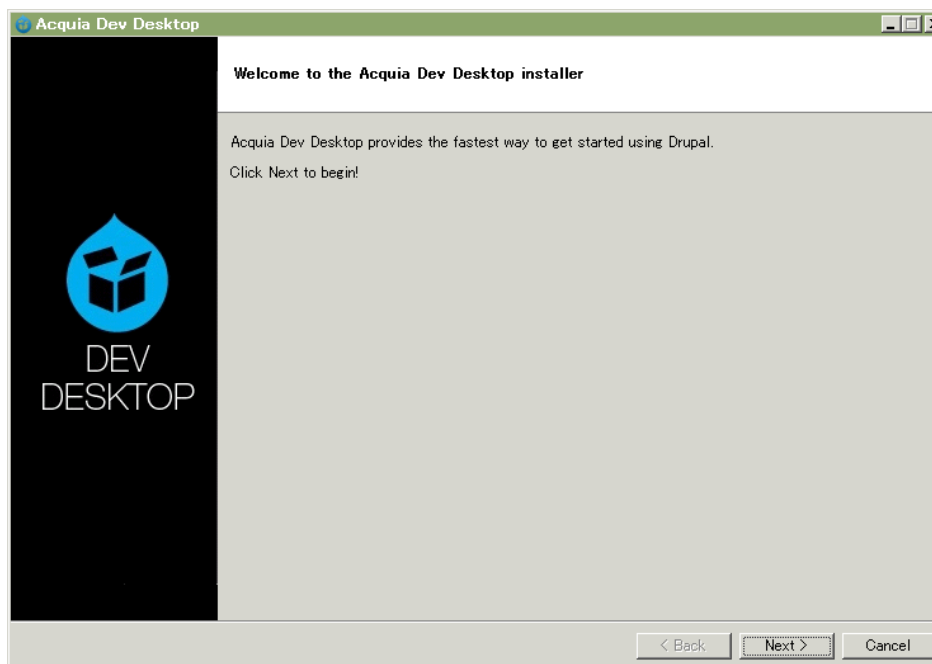 Acquia Dev Desktop
Welcome to the Acquia Dev Desktop installer
Acquia Dev Desktop provides the fastest way to get started using Drupal.
Click Next to begin!
DEV
DESKTOP
< Back
Next >
Cancel